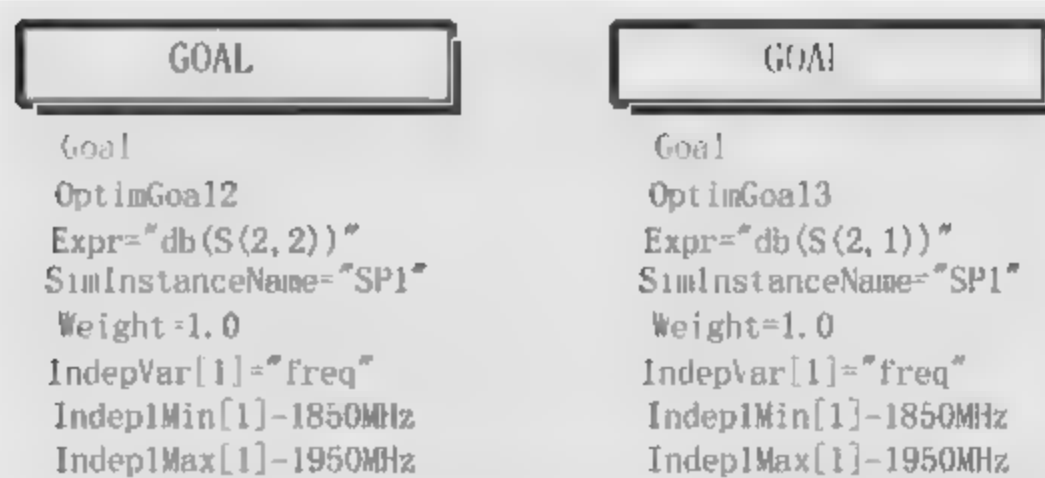 GOAL
Goal
OptimGoal2
Expr="db(S(2,2))"
SimInstanceName="SP1"
Weight=1.0
IndepVar[1]="freq"
Indep1Min[1]-1850MHz
Indep1Max[1]-1950MHz
GOAL
Goal
OptimGoal3
Expr="db(S(2,1))"
SimInstanceName="SP1"
Weight=1.0
IndepVar[1]="freq"
Indep1Min[1]-1850MHz
Indep1Max[1]-1950MHz